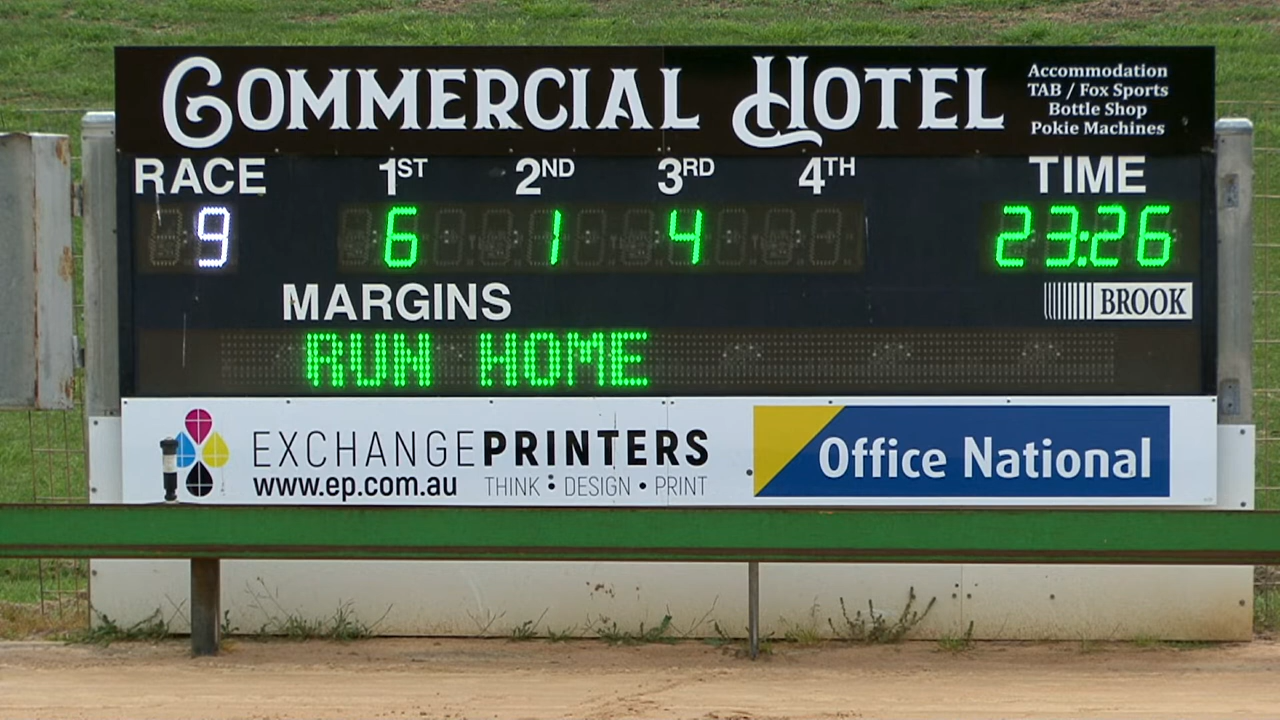 COMMERCIAL HOTEL
Accommodation
TAB / Fox Sports
Bottle Shop
Pokie Machines
RACE 1ST 2ND 3RD 4TH TIME
9 6 1 4 23:26
MARGINS
BROOK
RUN HOME
EXCHANGEPRINTERS
www.ep.com.au THINK • DESIGN • PRINT
Office National